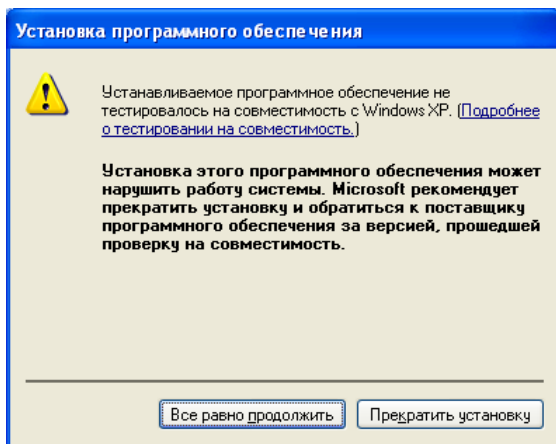 Установка программного обеспечения
Устанавливаемое программное обеспечение не
тестировалось на совместимость с Windows XP. (Подробнее
о тестировании на совместимость.)
Установка этого программного обеспечения может
нарушить работу системы. Microsoft рекомендует
прекратить установку и обратиться к поставщику
программного обеспечения за версией, прошедшей
проверку на совместимость.
Все равно продолжить
Прекратить установку